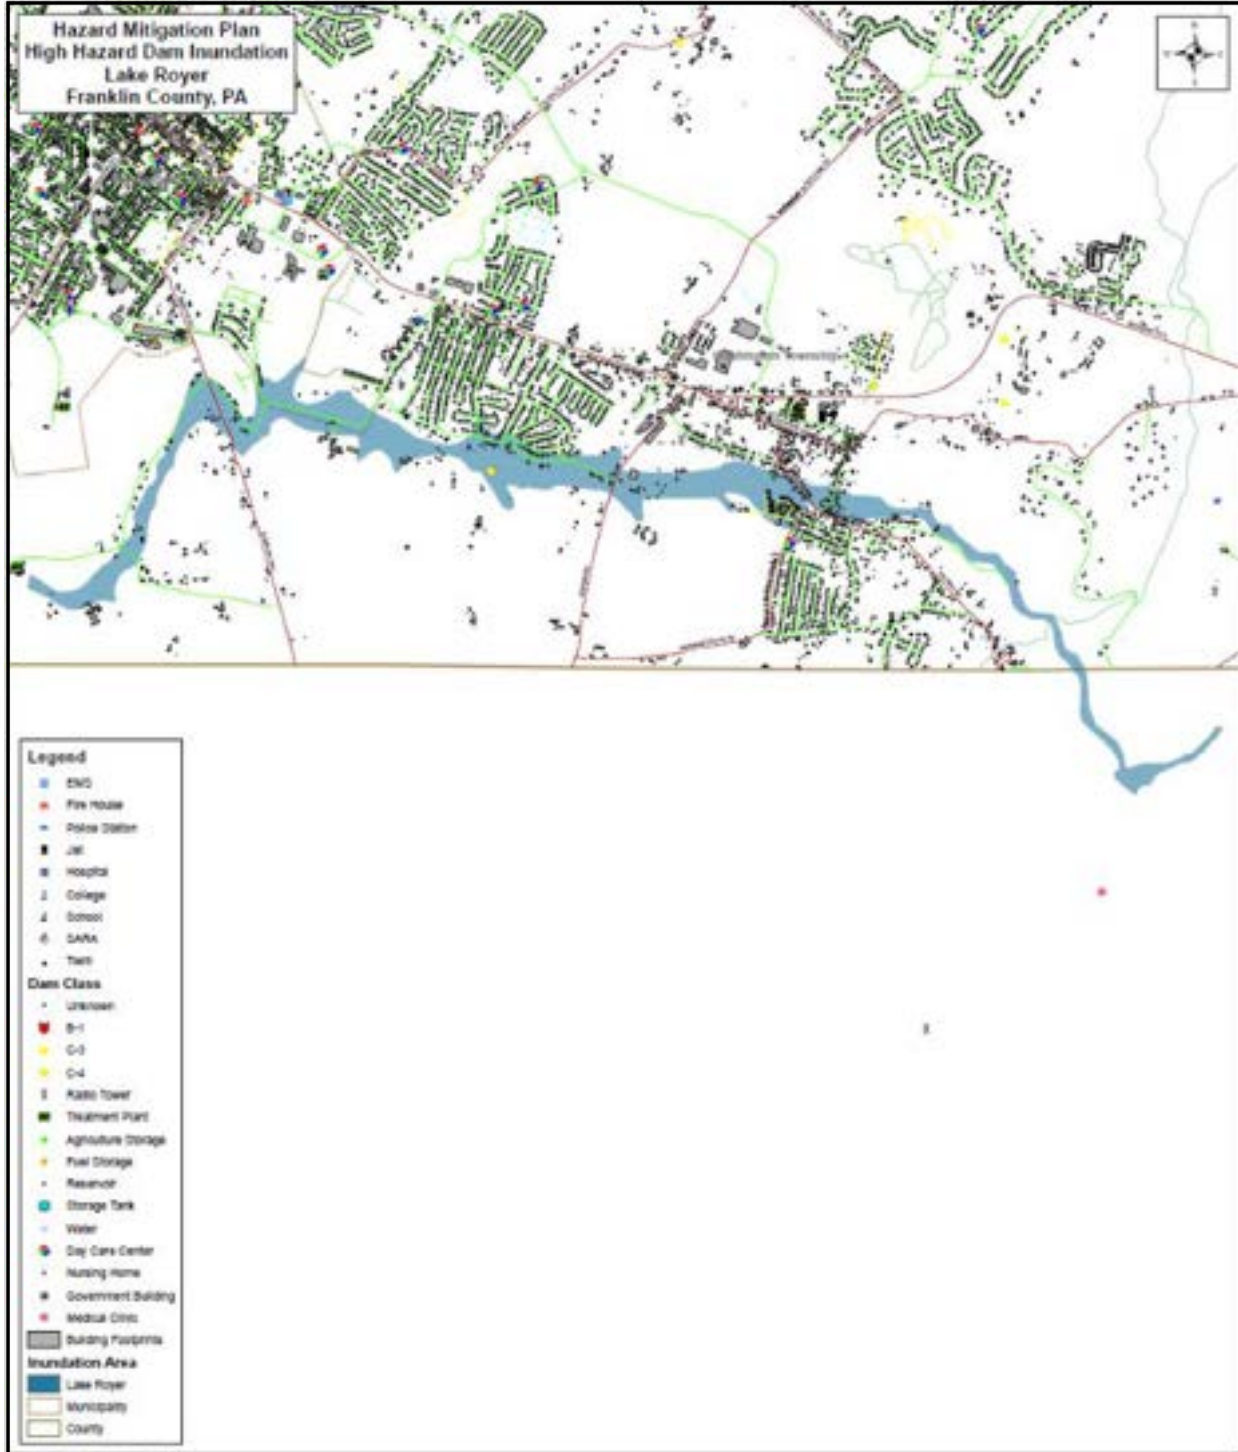 Hazard Mitigation Plan
High Hazard Dam Inundation
Lake Royer
Franklin County, PA
Township
Legend
EMS
Fire House
Police Station
Jail
Hospital
College
School
SARA
Dam Class
Unknown
B-1
C-3
C-4
Radio Tower
Treatment Plant
Agriculture Storage
Fuel Storage
Reservoir
Storage Tank
Water
Day Care Center
Nursing Home
Government Building
Medical Clinic
Building Footprints
Inundation Area
Lake Royer
Municipality
County